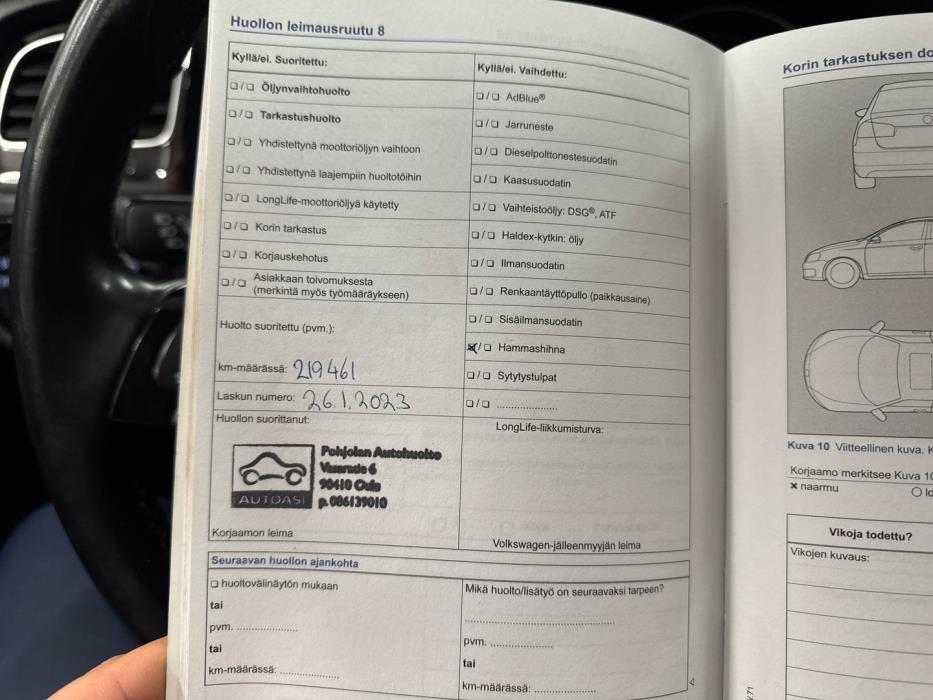 Huollon leimausruutu 8
Kyllä/ei. Suoritettu:
❏ / ❏ Öljynvaihtohuolto
❏ / ❏ Tarkastushuolto
❏ / ❏ Yhdistettynä moottoriöljyn vaihtoon
❏ / ❏ Yhdistettynä laajempiin huoltotöihin
❏ / ❏ LongLife-moottoriöljyä käytetty
❏ / ❏ Korin tarkastus
❏ / ❏ Korjauskehotus
❏ / ❏ Asiakkaan toivomuksesta
(merkintä myös työmääräykseen)
Huolto suoritettu (pvm.):
km-määrässä: 219461
Laskun numero: 26.1.2023
Huollon suorittanut:
AUTOASI
Pohjolan Autohuolto
Vasarade 6
90410 Oulu
p.086139010
Korjaamon leima
Kyllä/ei. Vaihdettu:
❏ / ❏ AdBlue®
❏ / ❏ Jarruneste
❏ / ❏ Dieselpolttonestesuodatin
❏ / ❏ Kaasusuodatin
❏ / ❏ Vaihteistoöljy: DSG®, ATF
❏ / ❏ Haldex-kytkin: öljy
❏ / ❏ Ilmansuodatin
❏ / ❏ Renkaantäyttöpullo (paikkausaine)
❏ / ❏ Sisäilmansuodatin
☒ / ❏ Hammashihna
❏ / ❏ Sytytystulpat
❏ / ❏ ....................
LongLife-liikkumisturva:
Volkswagen-jälleenmyyjän leima
Seuraavan huollon ajankohta
❏ huoltovälinäytön mukaan
tai
pvm. ....................
tai
km-määrässä: ....................
Mikä huolto/lisätyö on seuraavaksi tarpeen?
..................................................
pvm. ....................
tai
km-määrässä: ....................
Korin tarkastuksen do
Kuva 10 Viitteellinen kuva. K
Korjaamo merkitsee Kuva 10
✕ naarmu
Vikoja todettu?
Vikojen kuvaus: